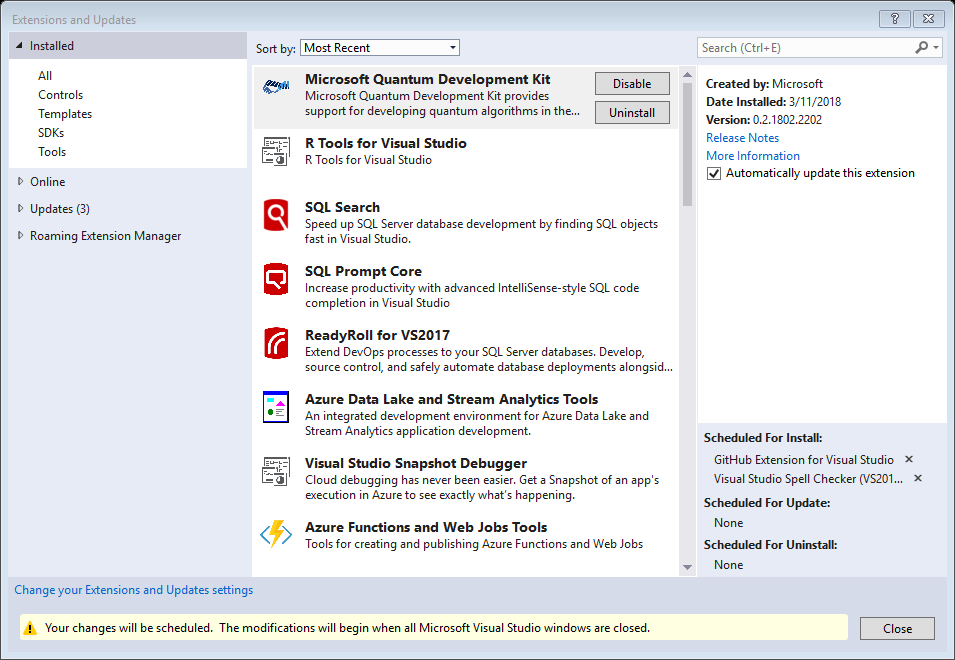 Extensions and Updates
Installed
All
Controls
Templates
SDKs
Tools
Online
Updates (3)
Roaming Extension Manager
Sort by: Most Recent
Microsoft Quantum Development Kit
Microsoft Quantum Development Kit provides
support for developing quantum algorithms in the...
Disable
Uninstall
R Tools for Visual Studio
R Tools for Visual Studio
SQL Search
Speed up SQL Server database development by finding SQL objects
fast in Visual Studio.
SQL Prompt Core
Increase productivity with advanced IntelliSense-style SQL code
completion in Visual Studio
ReadyRoll for VS2017
Extend DevOps processes to your SQL Server databases. Develop,
source control, and safely automate database deployments alongsid...
Azure Data Lake and Stream Analytics Tools
An integrated development environment for Azure Data Lake and
Stream Analytics application development.
Visual Studio Snapshot Debugger
Cloud debugging has never been easier. Get a Snapshot of an app's
execution in Azure to see exactly what's happening.
Azure Functions and Web Jobs Tools
Tools for creating and publishing Azure Functions and Web Jobs
Search (Ctrl+E)
Created by: Microsoft
Date Installed: 3/11/2018
Version: 0.2.1802.2202
Release Notes
More Information
Automatically update this extension
Scheduled For Install:
GitHub Extension for Visual Studio
Visual Studio Spell Checker (VS201...
Scheduled For Update:
None
Scheduled For Uninstall:
None
Change your Extensions and Updates settings
Your changes will be scheduled.  The modifications will begin when all Microsoft Visual Studio windows are closed.
Close